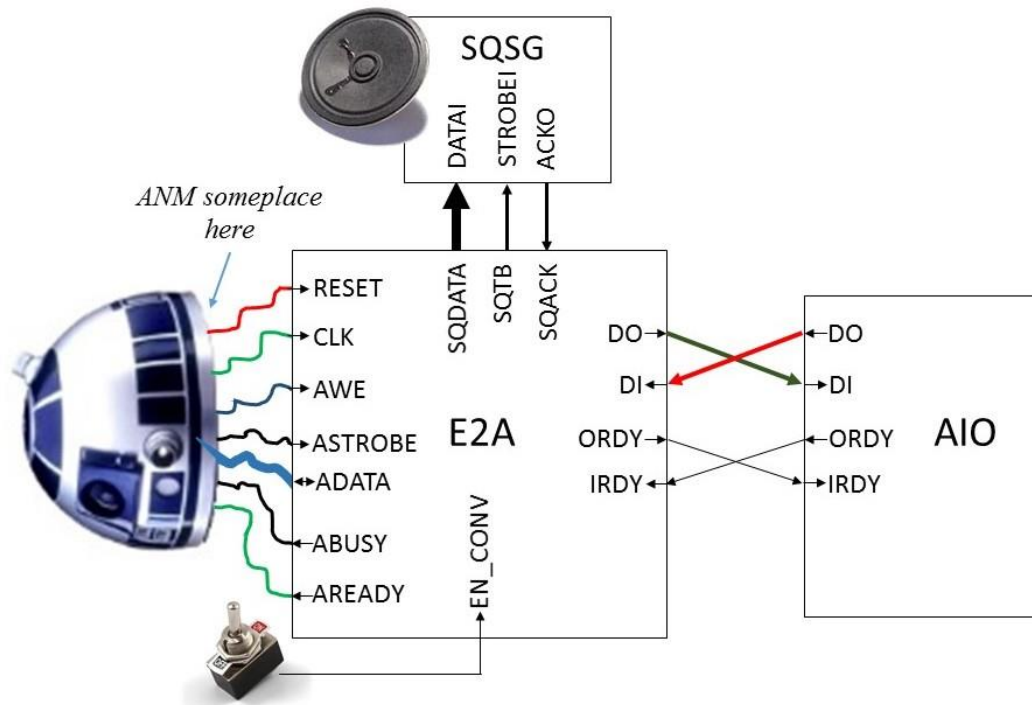 SQSG
DATAI
STROBEI
ACKO
ANM someplace
here
SQDATA
SQTB
SQACK
RESET
CLK
AWE
ASTROBE
ADATA
ABUSY
AREADY
EN_CONV
E2A
DO
DI
ORDY
IRDY
DO
DI
ORDY
IRDY
AIO